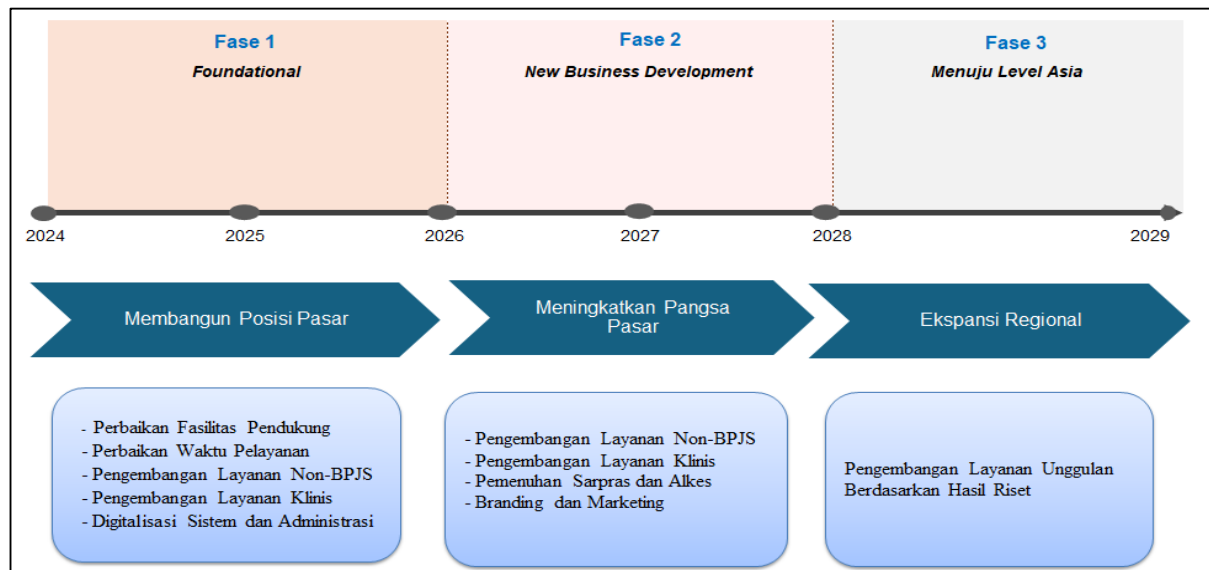 Fase 1
Foundational
Fase 2
New Business Development
Fase 3
Menuju Level Asia
2024
2025
2026
2027
2028
2029
Membangun Posisi Pasar
Meningkatkan Pangsa
Pasar
Ekspansi Regional
- Perbaikan Fasilitas Pendukung
- Perbaikan Waktu Pelayanan
- Pengembangan Layanan Non-BPJS
- Pengembangan Layanan Klinis
- Digitalisasi Sistem dan Administrasi
- Pengembangan Layanan Non-BPJS
- Pengembangan Layanan Klinis
- Pemenuhan Sarpras dan Alkes
- Branding dan Marketing
Pengembangan Layanan Unggulan
Berdasarkan Hasil Riset